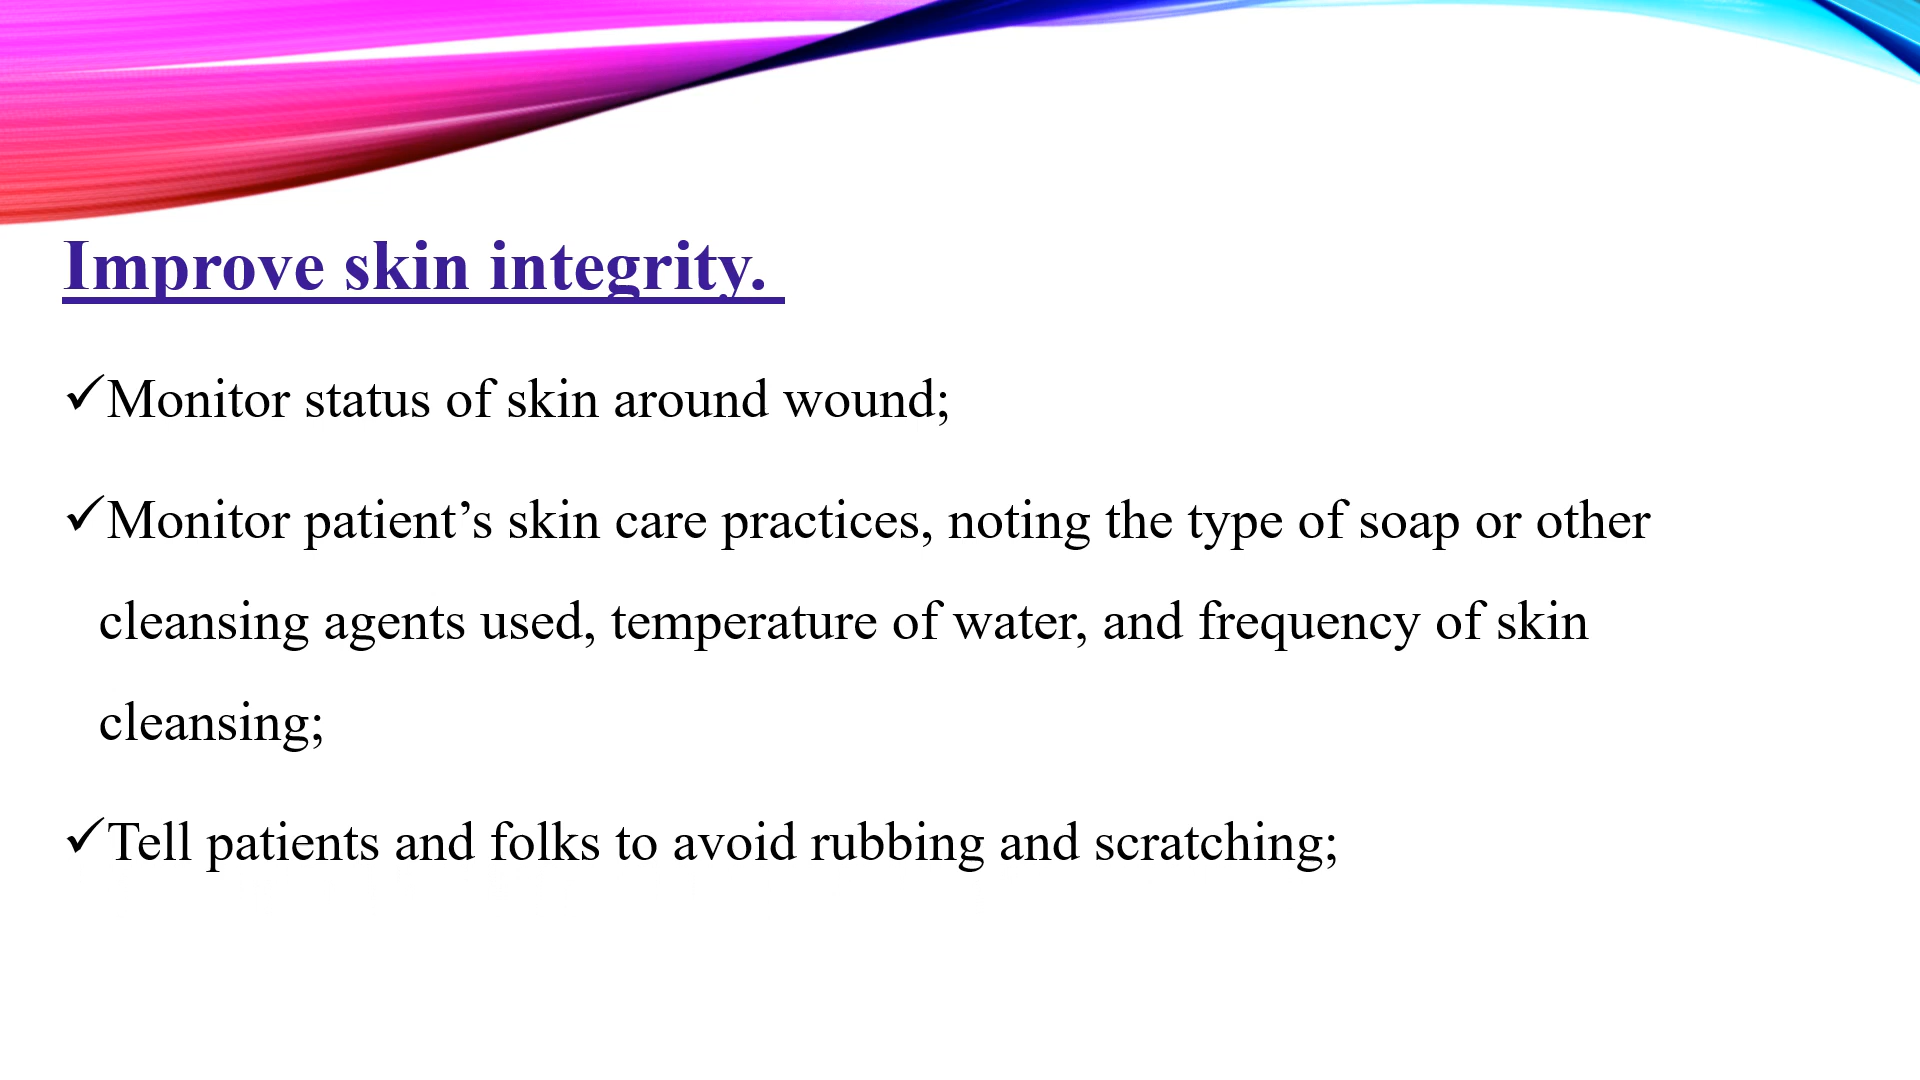 Improve skin integrity.
✓Monitor status of skin around wound;
✓Monitor patient’s skin care practices, noting the type of soap or other
cleansing agents used, temperature of water, and frequency of skin
cleansing;
✓Tell patients and folks to avoid rubbing and scratching;